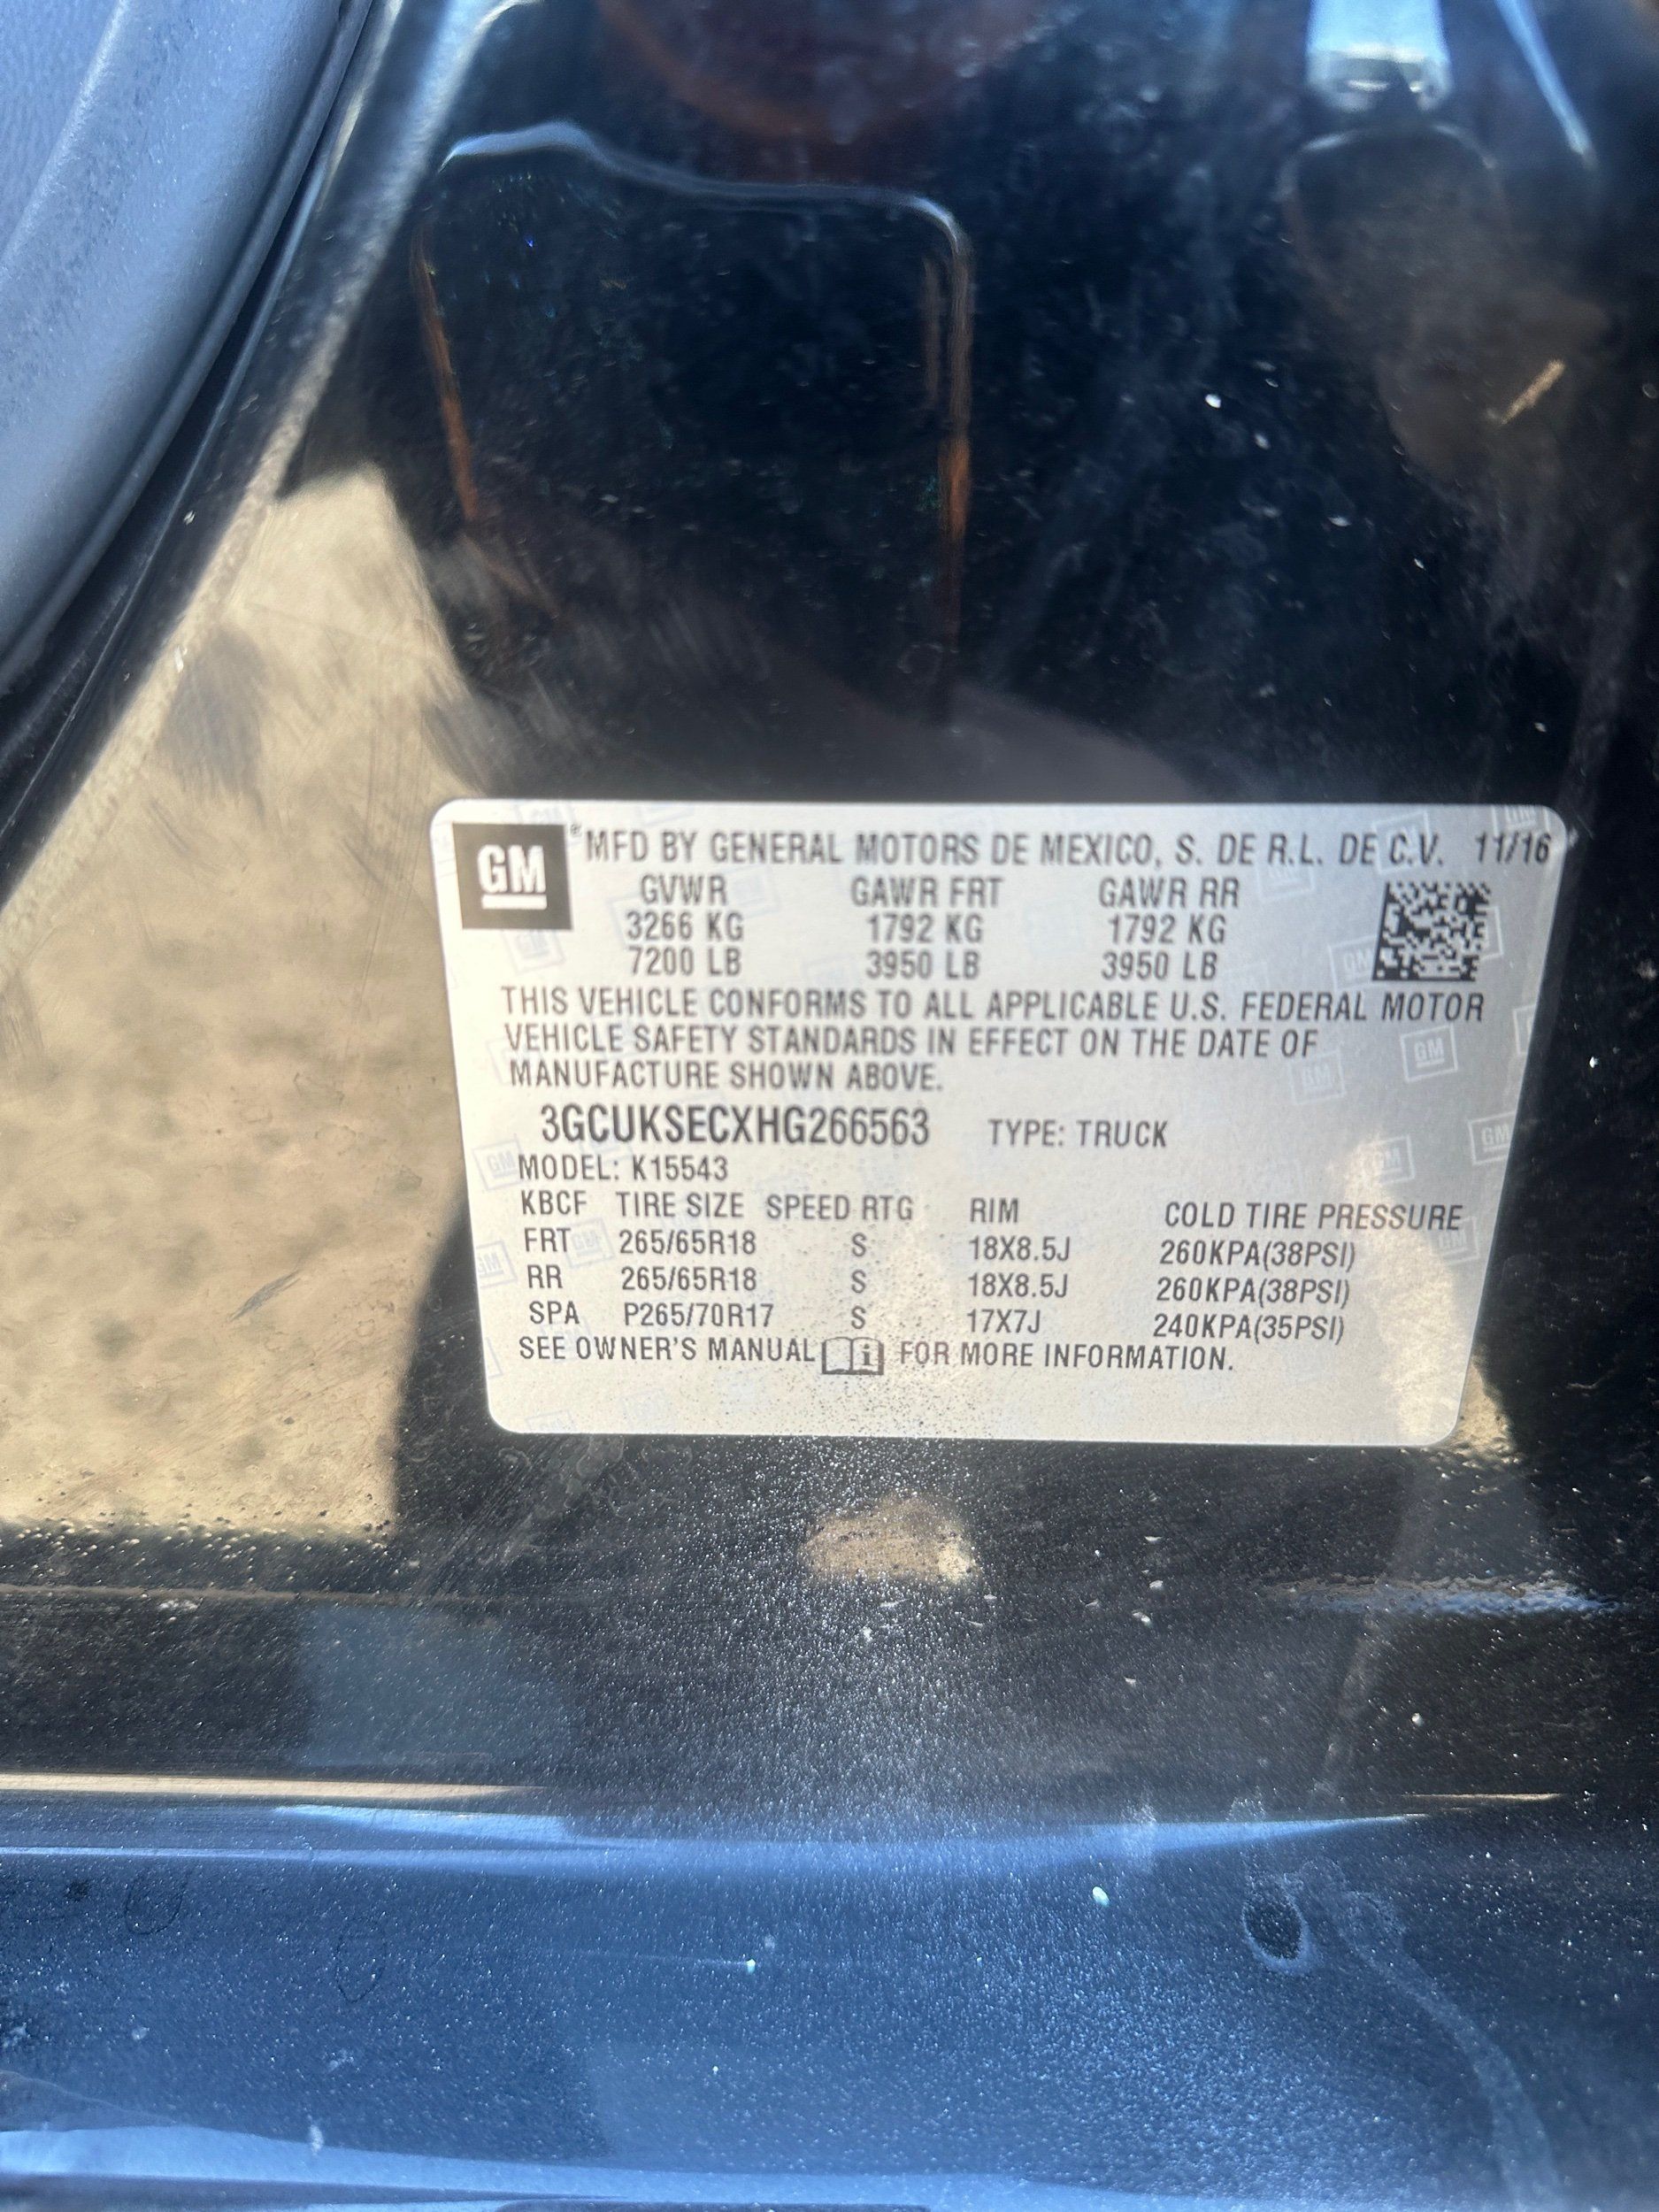 GM ® MFD BY GENERAL MOTORS DE MEXICO, S. DE R.L. DE C.V. 11/16
GVWR GAWR FRT GAWR RR
3266 KG 1792 KG 1792 KG
7200 LB 3950 LB 3950 LB
THIS VEHICLE CONFORMS TO ALL APPLICABLE U.S. FEDERAL MOTOR
VEHICLE SAFETY STANDARDS IN EFFECT ON THE DATE OF
MANUFACTURE SHOWN ABOVE.
3GCUKSECXHG266563 TYPE: TRUCK
MODEL: K15543
KBCF TIRE SIZE SPEED RTG RIM COLD TIRE PRESSURE
FRT 265/65R18 S 18X8.5J 260KPA(38PSI)
RR 265/65R18 S 18X8.5J 260KPA(38PSI)
SPA P265/70R17 S 17X7J 240KPA(35PSI)
SEE OWNER'S MANUAL i FOR MORE INFORMATION.